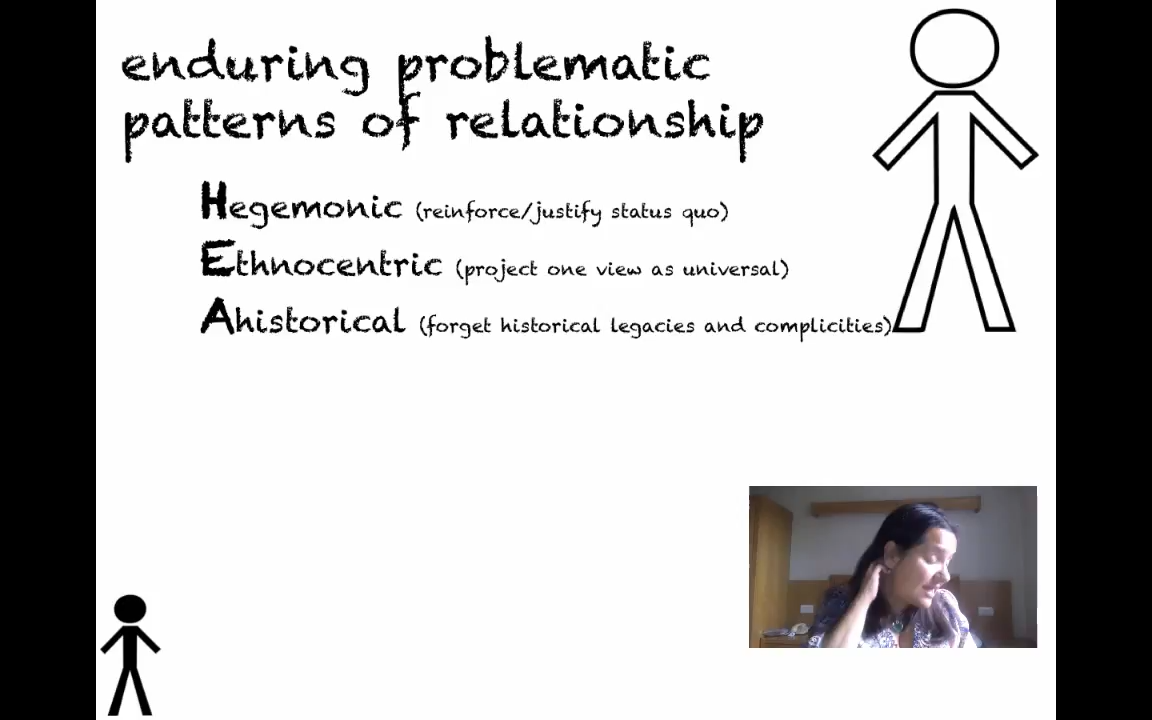 enduring problematic
patterns of relationship
Hegemonic (reinforce/justify status quo)
Ethnocentric (project one view as universal)
Ahistorical (forget historical legacies and complicities)